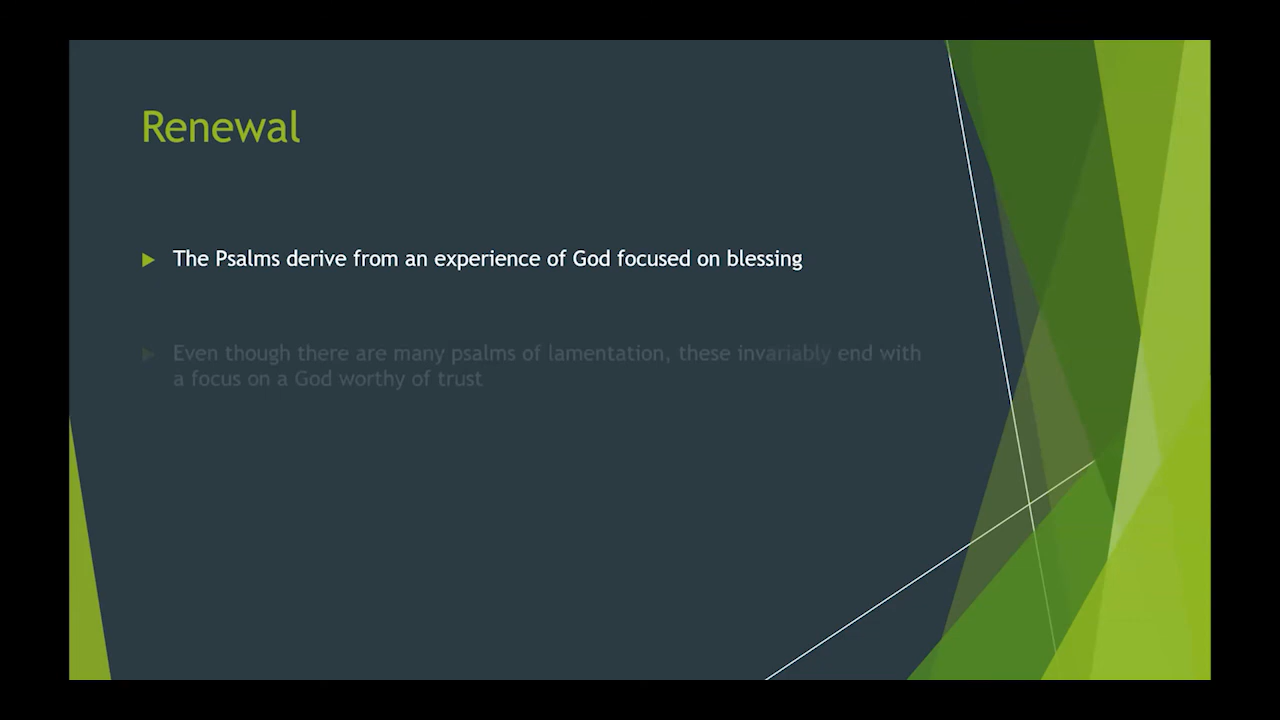 Renewal
The Psalms derive from an experience of God focused on blessing
Even though there are many psalms of lamentation, these invariably end with
a focus on a God worthy of trust